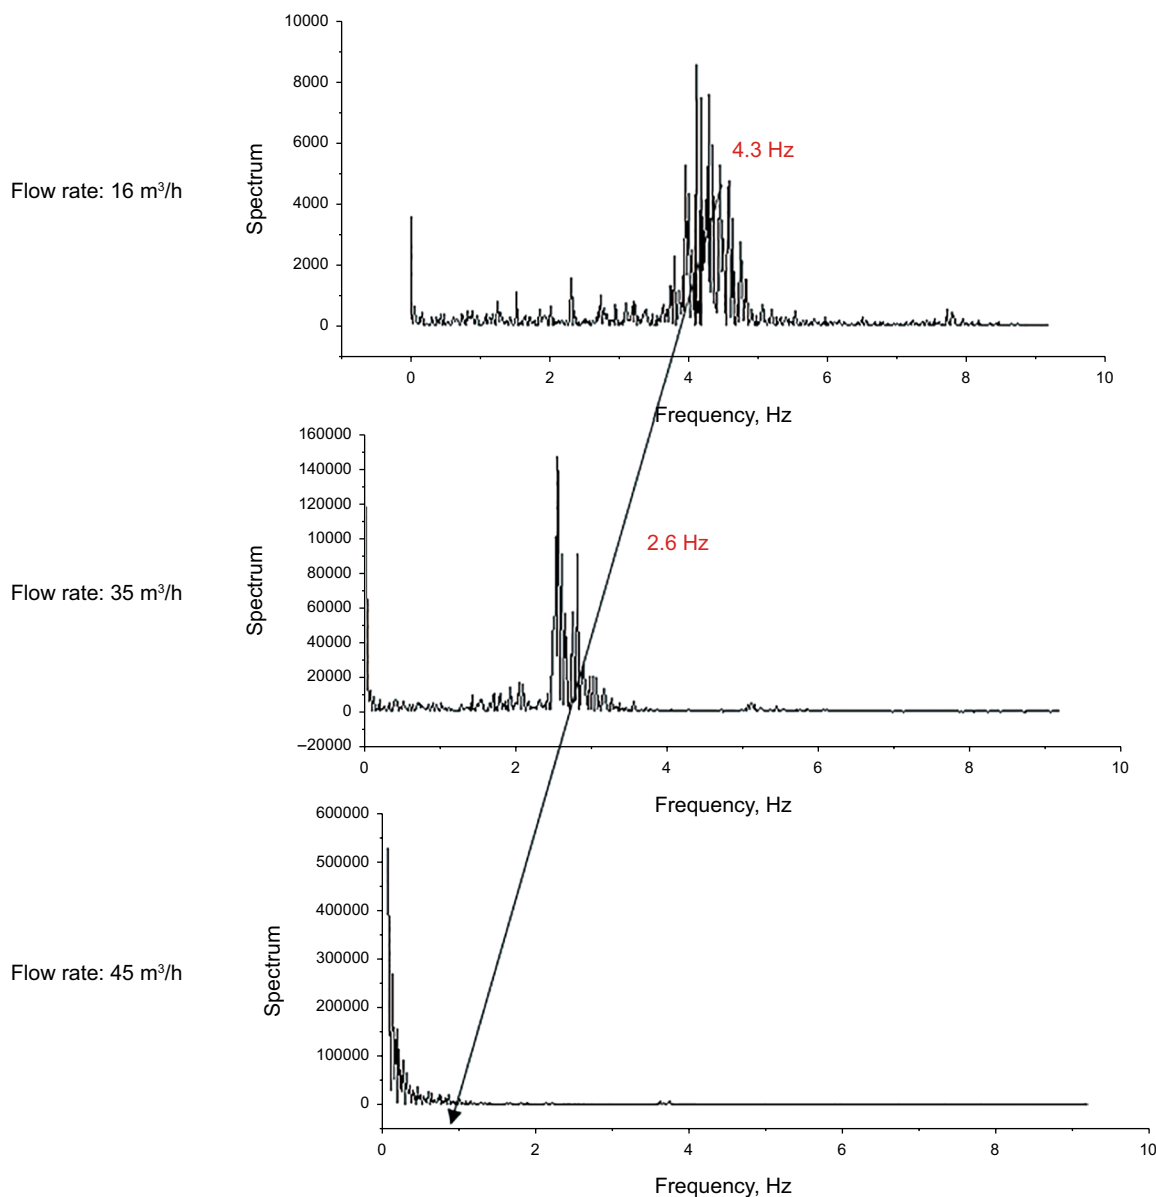 10000
8000
6000
4000
2000
0
Spectrum
Flow rate: 16 m³/h
4.3 Hz
0 2 4 6 8 10
Frequency, Hz
160000
140000
120000
100000
80000
60000
40000
20000
0
–20000
Spectrum
Flow rate: 35 m³/h
2.6 Hz
0 2 4 6 8 10
Frequency, Hz
600000
500000
400000
300000
200000
100000
0
Spectrum
Flow rate: 45 m³/h
0 2 4 6 8 10
Frequency, Hz